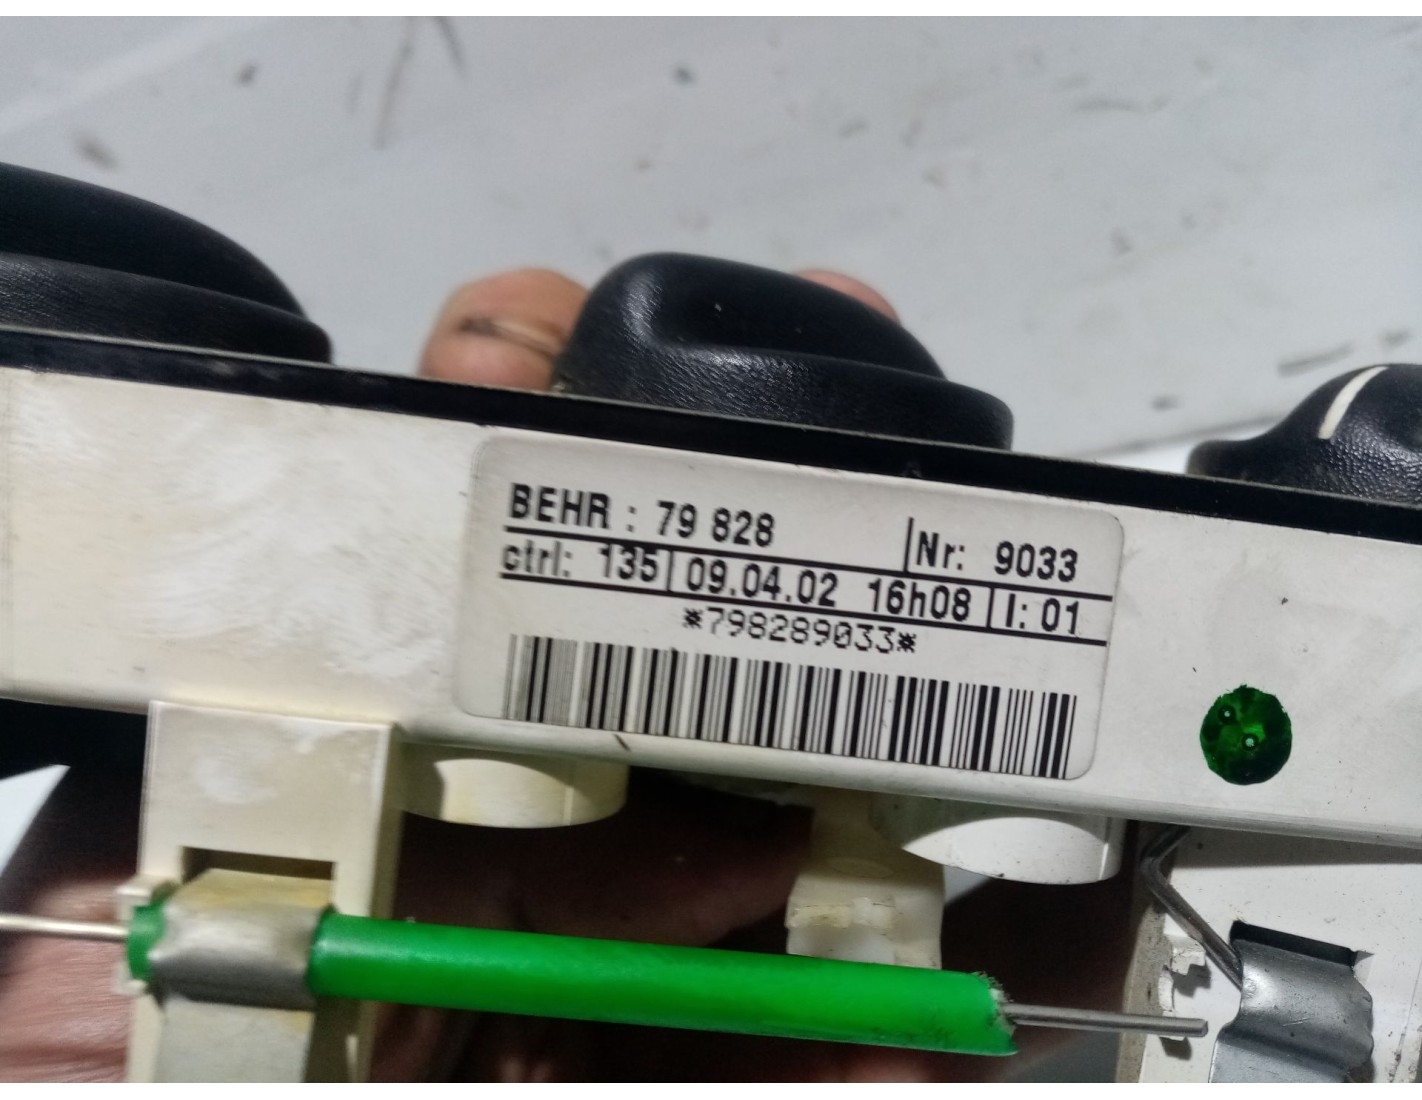 BEHR : 79 828 Nr: 9033
ctrl: 135 09.04.02 16h08 I: 01
*798289033*